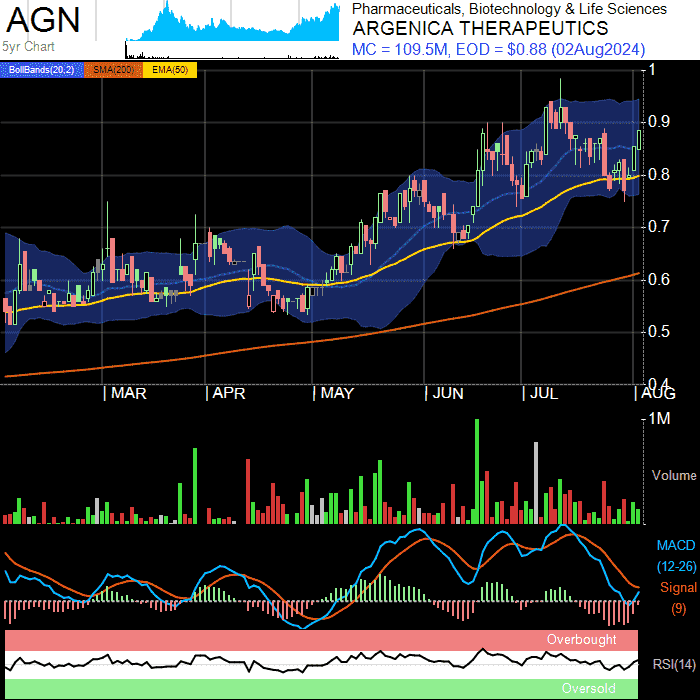 AGN
5yr Chart
Pharmaceuticals, Biotechnology & Life Sciences
ARGENICA THERAPEUTICS
MC = 109.5M, EOD = $0.88 (02Aug2024)
BollBands(20,2) SMA(200) EMA(50)
1
0.9
0.8
0.7
0.6
0.5
0.4
MAR APR MAY JUN JUL AUG
1M
Volume
MACD
(12-26)
Signal
(9)
Overbought
RSI(14)
Oversold